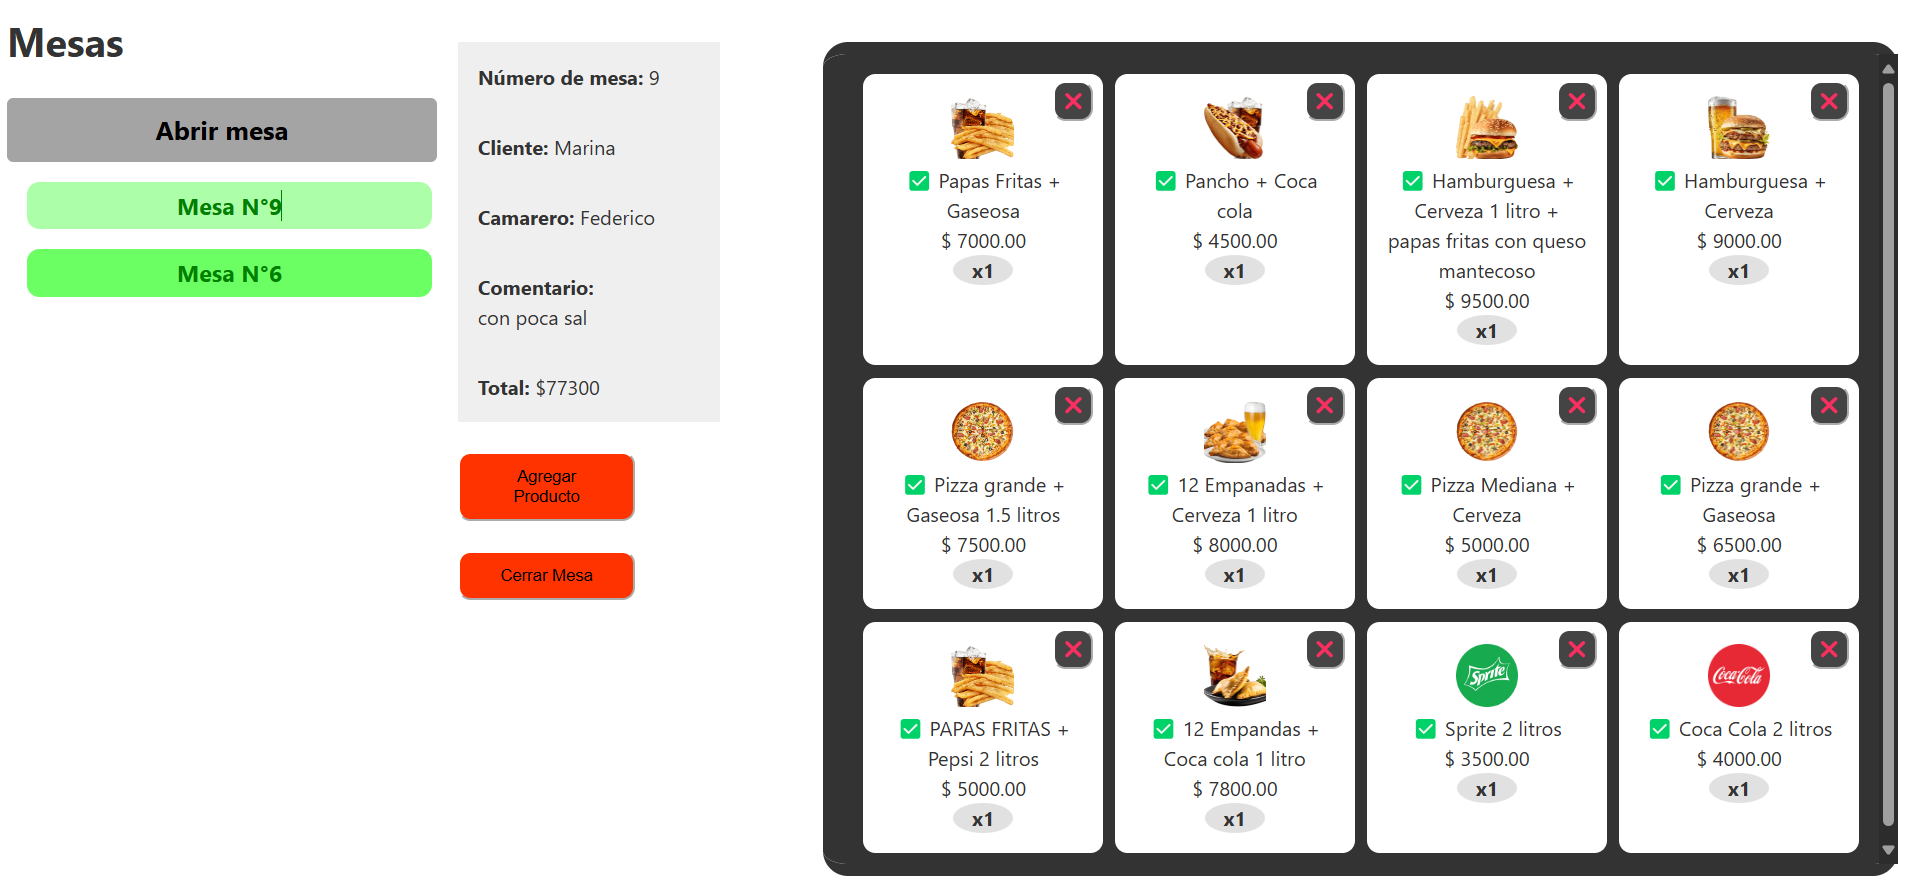 Mesas
Abrir mesa
Mesa N°9
Mesa N°6
Número de mesa: 9
Cliente: Marina
Camarero: Federico
Comentario:
con poca sal
Total: $77300
Agregar
Producto
Cerrar Mesa
Papas Fritas +
Gaseosa
$ 7000.00
x1
Pancho + Coca
cola
$ 4500.00
x1
Hamburguesa +
Cerveza 1 litro +
papas fritas con queso
mantecoso
$ 9500.00
x1
Hamburguesa +
Cerveza
$ 9000.00
x1
Pizza grande +
Gaseosa 1.5 litros
$ 7500.00
x1
12 Empanadas +
Cerveza 1 litro
$ 8000.00
x1
Pizza Mediana +
Cerveza
$ 5000.00
x1
Pizza grande +
Gaseosa
$ 6500.00
x1
PAPAS FRITAS +
Pepsi 2 litros
$ 5000.00
x1
12 Empandas +
Coca cola 1 litro
$ 7800.00
x1
Sprite
Sprite 2 litros
$ 3500.00
x1
Coca Cola
Coca Cola 2 litros
$ 4000.00
x1